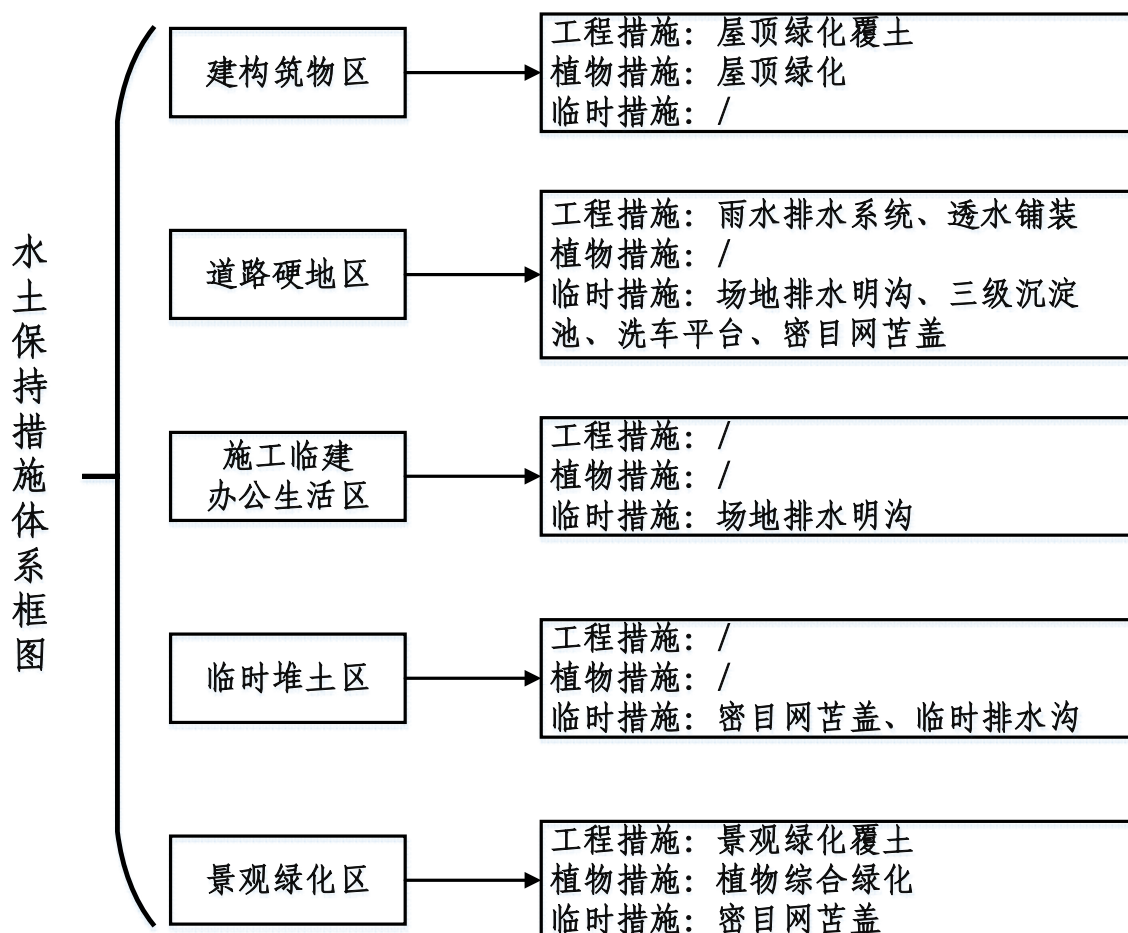 水土保持措施体系框图
建构筑物区
工程措施：屋顶绿化覆土
植物措施：屋顶绿化
临时措施：/
道路硬地区
工程措施：雨水排水系统、透水铺装
植物措施：/
临时措施：场地排水明沟、三级沉淀
池、洗车平台、密目网苫盖
施工临建
办公生活区
工程措施：/
植物措施：/
临时措施：场地排水明沟
临时堆土区
工程措施：/
植物措施：/
临时措施：密目网苫盖、临时排水沟
景观绿化区
工程措施：景观绿化覆土
植物措施：植物综合绿化
临时措施：密目网苫盖